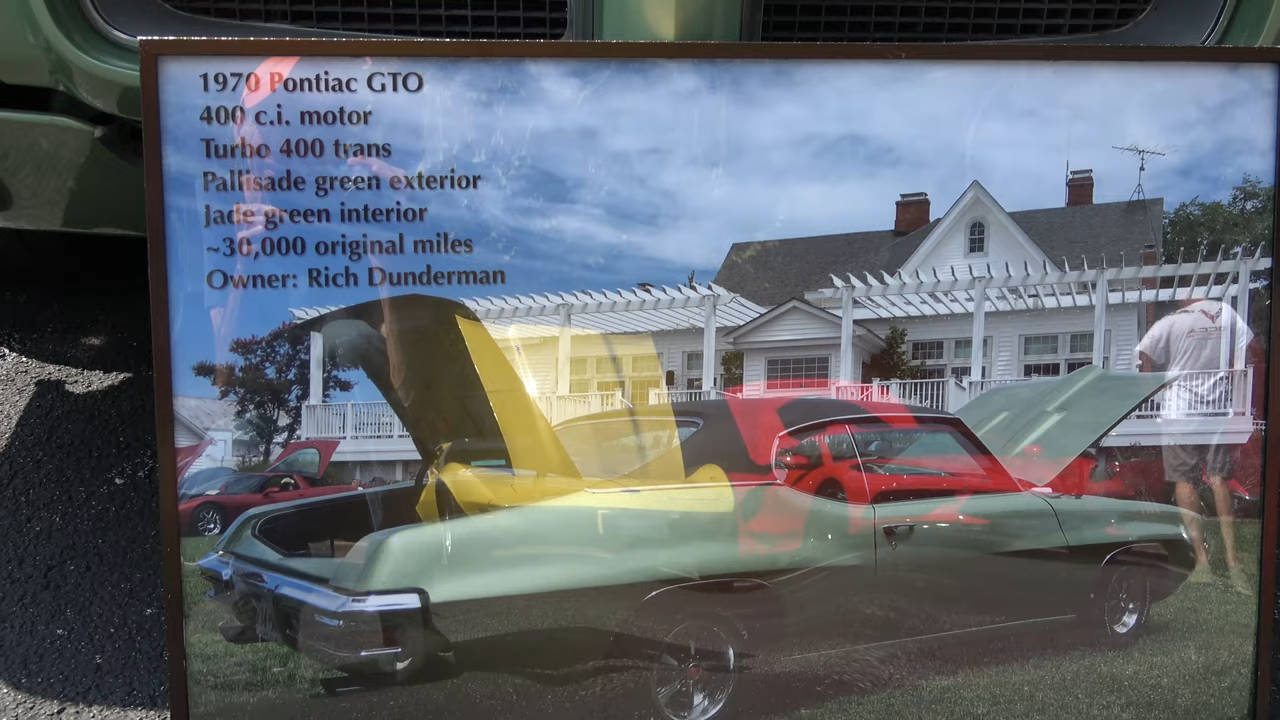 1970 Pontiac GTO
400 c.i. motor
Turbo 400 trans
Pallisade green exterior
Jade green interior
~30,000 original miles
Owner: Rich Dunderman